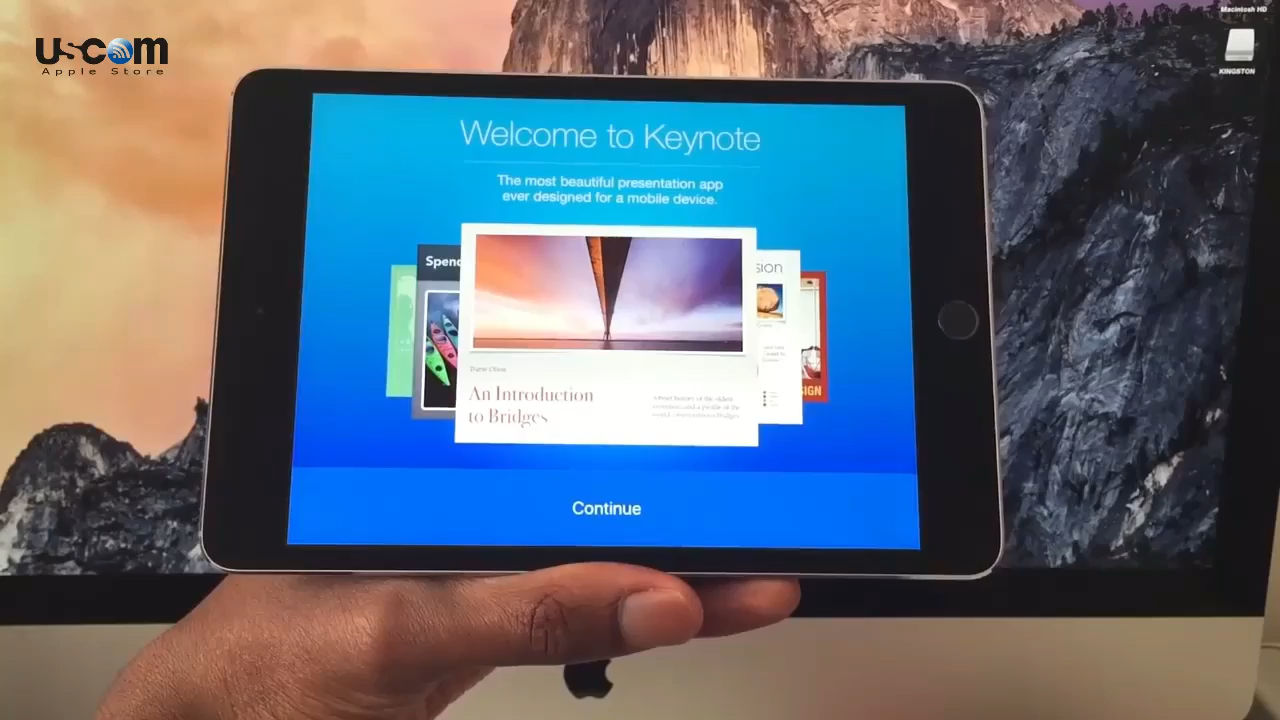 uscom
Apple Store
Macintosh HD
KINGSTON
Welcome to Keynote
The most beautiful presentation app
ever designed for a mobile device.
Spend
sion
An Introduction
to Bridges
SIGN
Continue